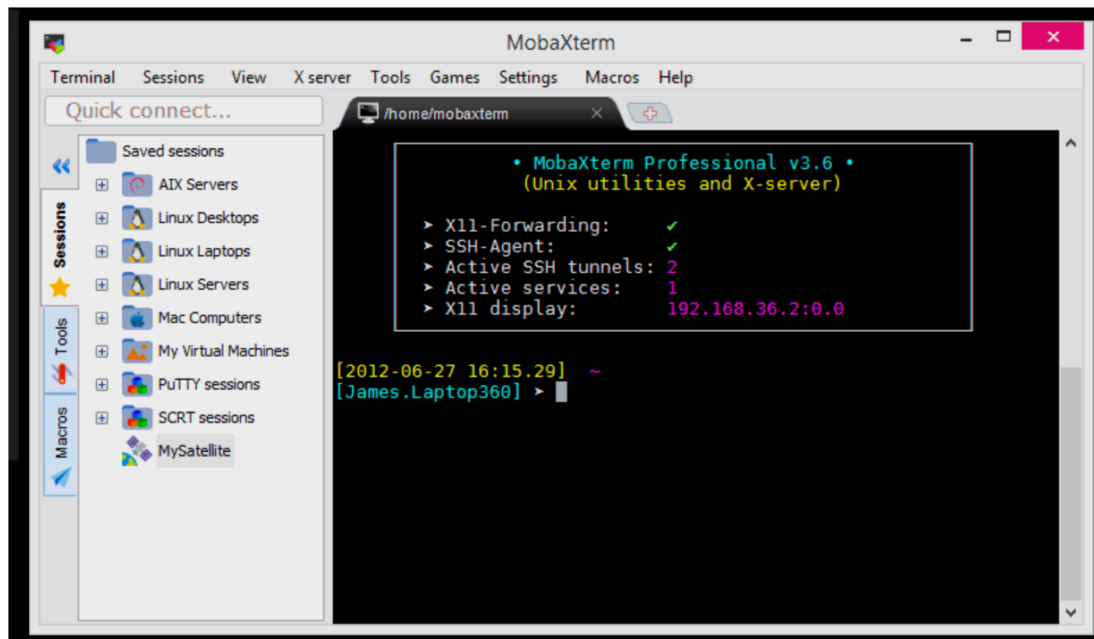 MobaXterm
Terminal Sessions View X server Tools Games Settings Macros Help
Quick connect...
/home/mobaxterm
Sessions
Tools
Macros
Saved sessions
AIX Servers
Linux Desktops
Linux Laptops
Linux Servers
Mac Computers
My Virtual Machines
PuTTY sessions
SCRT sessions
MySatellite
• MobaXterm Professional v3.6 •
(Unix utilities and X-server)
➤ X11-Forwarding: ✔
➤ SSH-Agent: ✔
➤ Active SSH tunnels: 2
➤ Active services: 1
➤ X11 display: 192.168.36.2:0.0
[2012-06-27 16:15.29] ~
[James.Laptop360] ➤